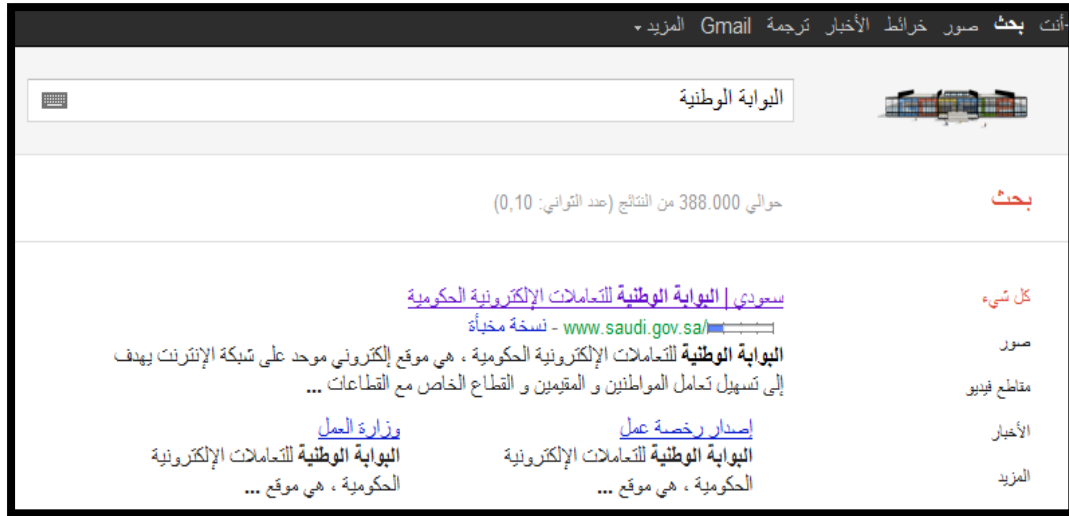 أنت بحث صور خرائط الأخبار ترجمة Gmail المزيد
البوابة الوطنية
بحث
حوالي 388.000 من النتائج (عدد الثواني: 0,10)
كل شيء
صور
مقاطع فيديو
الأخبار
المزيد
سعودي | البوابة الوطنية للتعاملات الإلكترونية الحكومية
www.saudi.gov.sa/ - نسخة مخبأة
البوابة الوطنية للتعاملات الإلكترونية الحكومية ، هي موقع إلكتروني موحد على شبكة الإنترنت يهدف
إلى تسهيل تعامل المواطنين و المقيمين و القطاع الخاص مع القطاعات ...
إصدار رخصة عمل
البوابة الوطنية للتعاملات الإلكترونية
الحكومية ، هي موقع ...
وزارة العمل
البوابة الوطنية للتعاملات الإلكترونية
الحكومية ، هي موقع ...